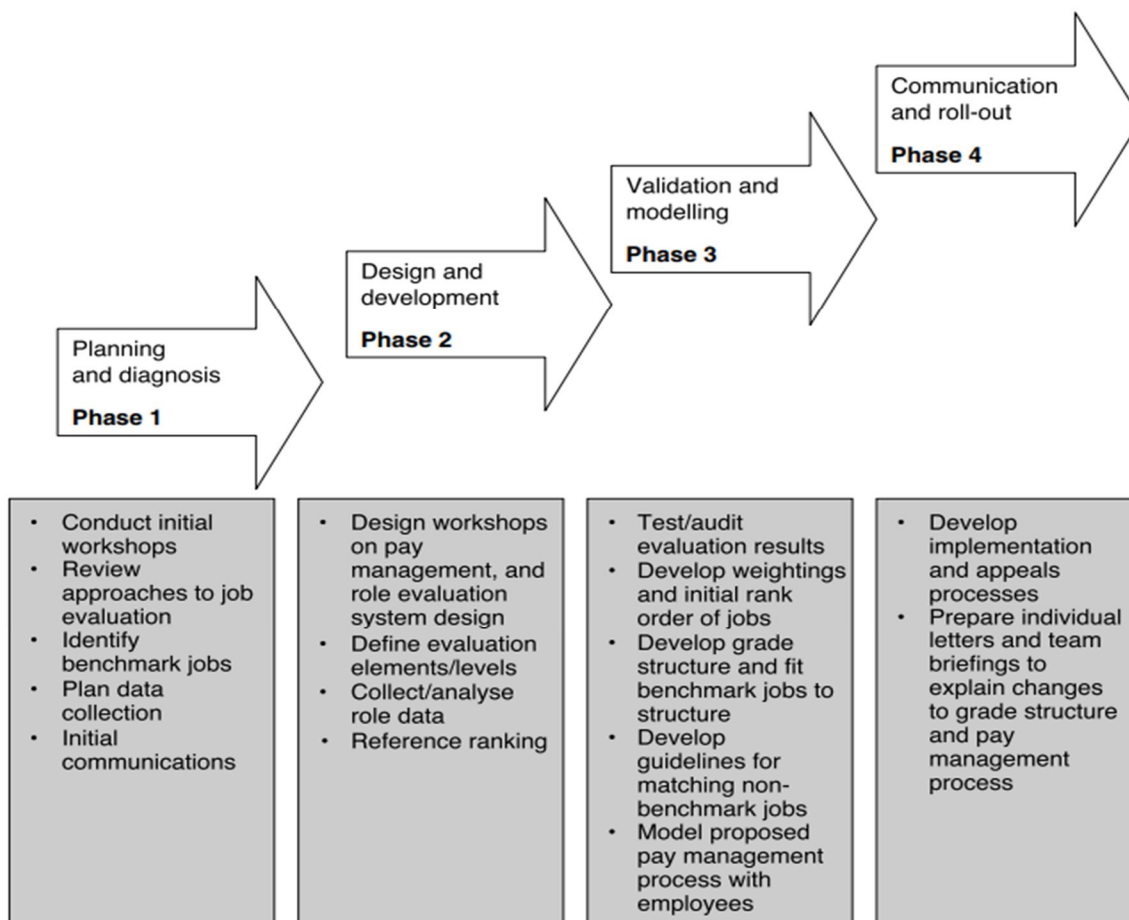 Communication
and roll-out
Phase 4
Validation and
modelling
Phase 3
Design and
development
Phase 2
Planning
and diagnosis
Phase 1
• Conduct initial
workshops
• Review
approaches to job
evaluation
• Identify
benchmark jobs
• Plan data
collection
• Initial
communications
• Design workshops
on pay
management, and
role evaluation
system design
• Define evaluation
elements/levels
• Collect/analyse
role data
• Reference ranking
• Test/audit
evaluation results
• Develop weightings
and initial rank
order of jobs
• Develop grade
structure and fit
benchmark jobs to
structure
• Develop
guidelines for
matching non-
benchmark jobs
• Model proposed
pay management
process with
employees
• Develop
implementation
and appeals
processes
• Prepare individual
letters and team
briefings to
explain changes
to grade structure
and pay
management
process